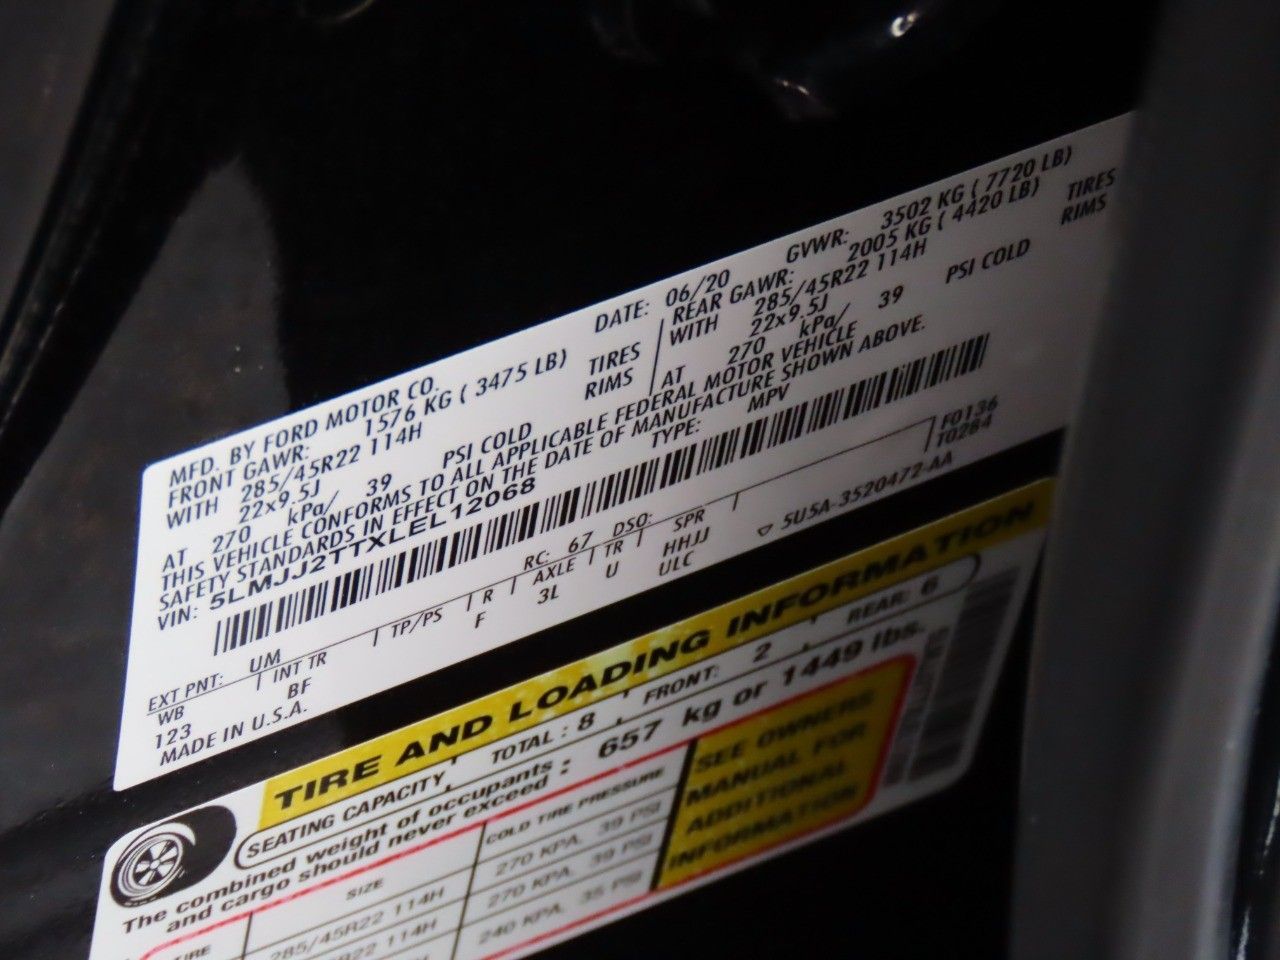 MFD. BY FORD MOTOR CO. DATE: 06/20 GVWR: 3502 KG ( 7720 LB)
FRONT GAWR: 1576 KG ( 3475 LB) REAR GAWR: 2005 KG ( 4420 LB)
WITH 285/45R22 114H TIRES WITH 285/45R22 114H TIRES
22x9.5J RIMS 22x9.5J RIMS
AT 270 kPa/ 39 PSI COLD AT 270 kPa/ 39 PSI COLD
THIS VEHICLE CONFORMS TO ALL APPLICABLE FEDERAL MOTOR VEHICLE
SAFETY STANDARDS IN EFFECT ON THE DATE OF MANUFACTURE SHOWN ABOVE.
VIN: 5LMJJ2TTXLEL12068 TYPE: MPV
EXT PNT: UM RC: 67 DSO: F0136
WB INT TR TP/PS R AXLE TR SPR T0284
123 BF F 3L U HHJJ
ULC
MADE IN U.S.A. 5U5A-3520472-AA
TIRE AND LOADING INFORMATION
SEATING CAPACITY, TOTAL : 8 , FRONT: 2 , REAR: 6
The combined weight of occupants : 657 kg or 1449 lbs.
and cargo should never exceed
SIZE COLD TIRE PRESSURE
285/45R22 114H 270 KPA, 39 PSI
R22 114H 270 KPA, 39 PSI
240 KPA, 35 PSI
SEE OWNERS
MANUAL FOR
ADDITIONAL
INFORMATION